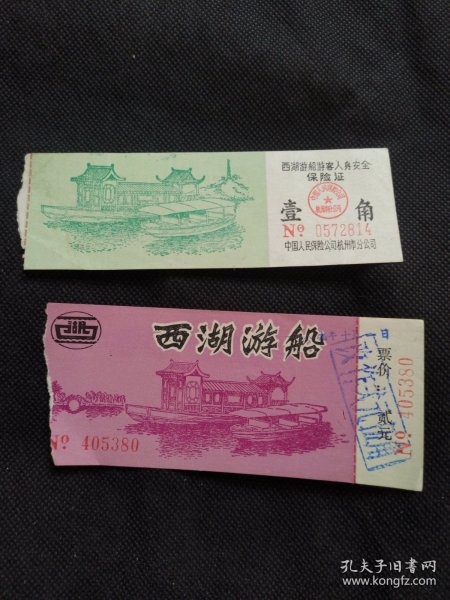 西湖游船游客人身安全
保险证
壹 角
No 0572814
中国人民保险公司杭州市分公司
西湖游船
票价：贰元
No 405380
No 405380
孔夫子旧书网
www.kongfz.com